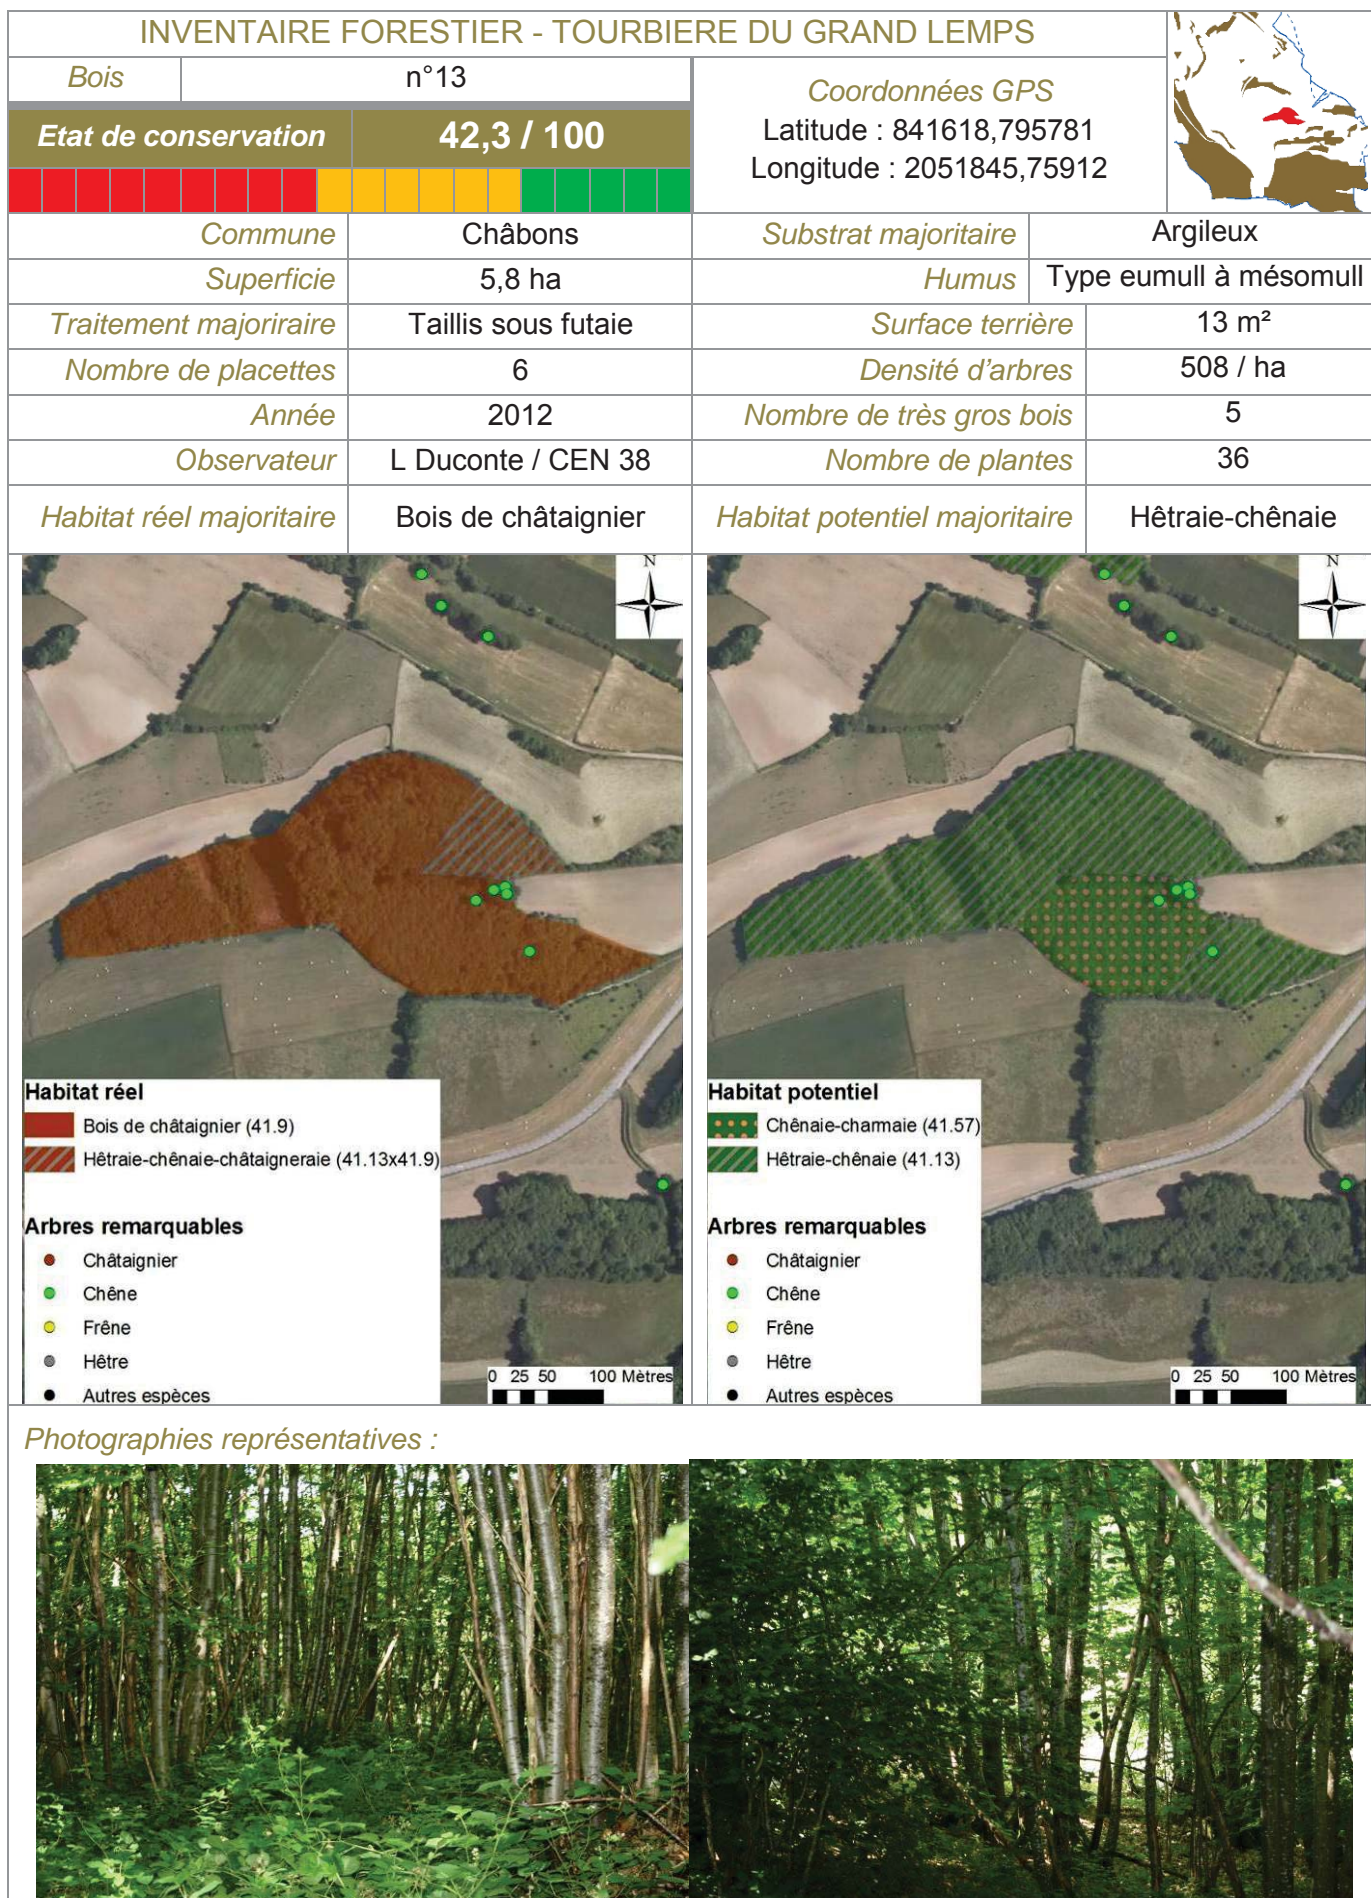 INVENTAIRE FORESTIER - TOURBIERE DU GRAND LEMPS
Bois n°13
Etat de conservation 42,3 / 100
Coordonnées GPS
Latitude : 841618,795781
Longitude : 2051845,75912
Commune Châbons Substrat majoritaire Argileux
Superficie 5,8 ha Humus Type eumull à mésomull
Traitement majoriraire Taillis sous futaie Surface terrière 13 m²
Nombre de placettes 6 Densité d'arbres 508 / ha
Année 2012 Nombre de très gros bois 5
Observateur L Duconte / CEN 38 Nombre de plantes 36
Habitat réel majoritaire Bois de châtaignier Habitat potentiel majoritaire Hêtraie-chênaie
N
Habitat réel
Bois de châtaignier (41.9)
Hêtraie-chênaie-châtaigneraie (41.13x41.9)
Arbres remarquables
Châtaignier
Chêne
Frêne
Hêtre
Autres espèces
0 25 50 100 Mètres
N
Habitat potentiel
Chênaie-charmaie (41.57)
Hêtraie-chênaie (41.13)
Arbres remarquables
Châtaignier
Chêne
Frêne
Hêtre
Autres espèces
0 25 50 100 Mètres
Photographies représentatives :